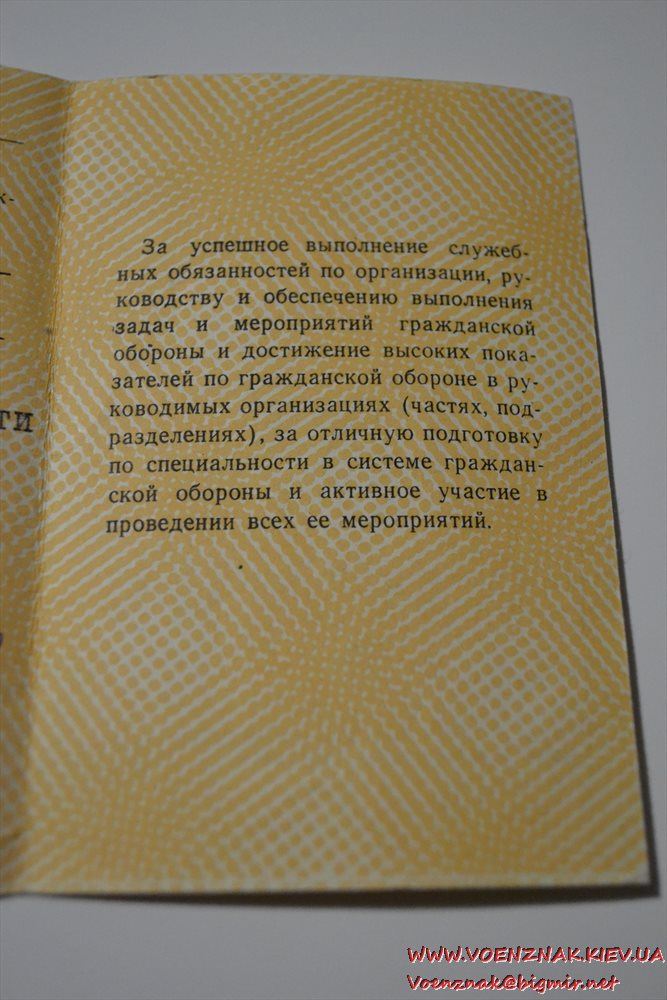 к-
ти
За успешное выполнение служеб-
ных обязанностей по организации, ру-
ководству и обеспечению выполнения
задач и мероприятий гражданской
обороны и достижение высоких пока-
зателей по гражданской обороне в ру-
ководимых организациях (частях, под-
разделениях), за отличную подготовку
по специальности в системе граждан-
ской обороны и активное участие в
проведении всех ее мероприятий.
WWW.VOENZNAK.KIEV.UA
Voenznak@bigmir.net